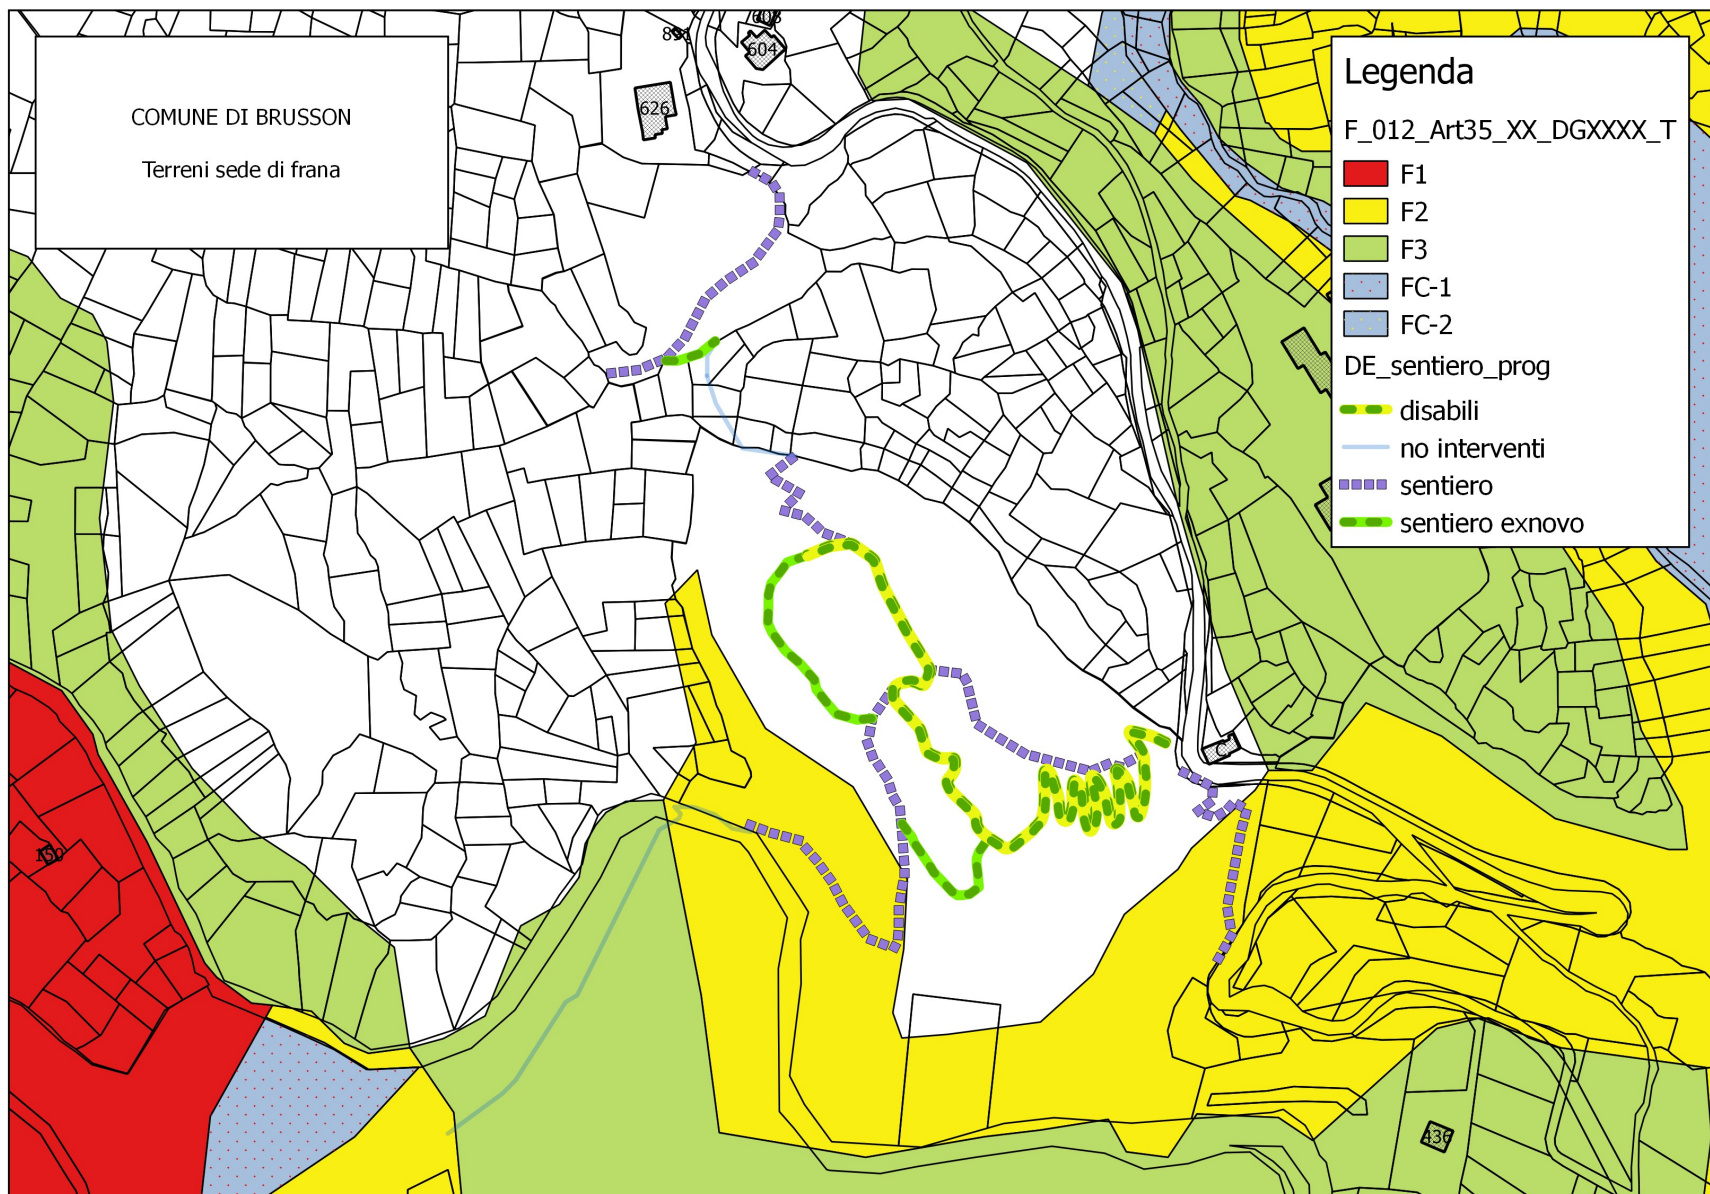 COMUNE DI BRUSSON
Terreni sede di frana
604
626
Legenda
F_012_Art35_XX_DGXXXX_T
F1
F2
F3
FC-1
FC-2
DE_sentiero_prog
disabili
no interventi
sentiero
sentiero exnovo
C
150
436